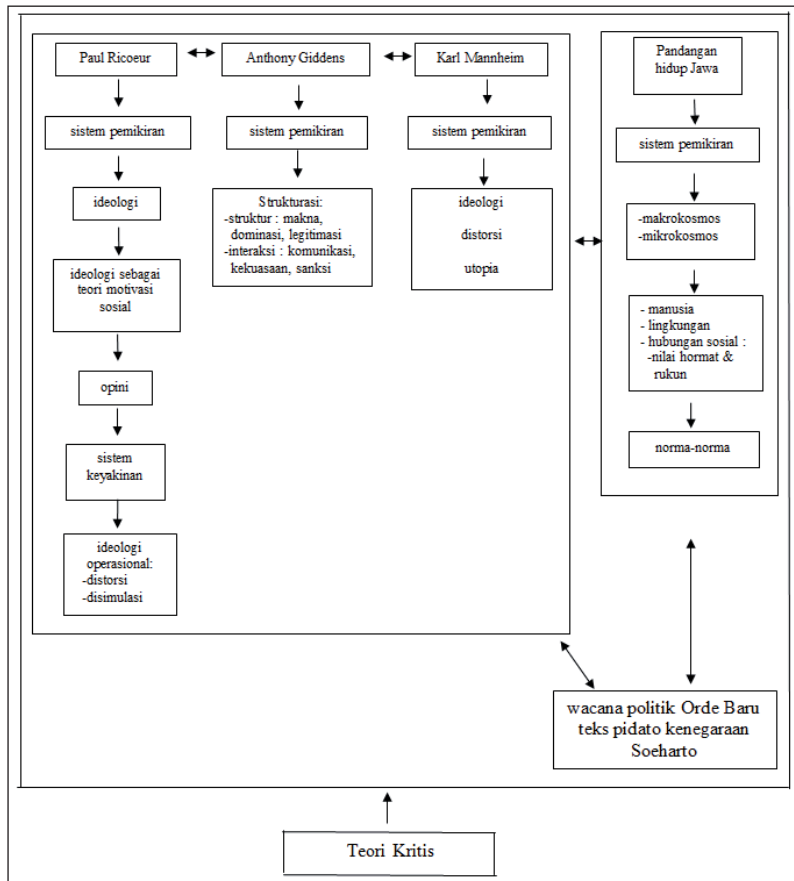 Paul Ricoeur
sistem pemikiran
ideologi
ideologi sebagai
teori motivasi
sosial
opini
sistem
keyakinan
ideologi
operasional:
-distorsi
-disimulasi
Anthony Giddens
sistem pemikiran
Strukturasi:
-struktur : makna,
dominasi, legitimasi
-interaksi : komunikasi,
kekuasaan, sanksi
Karl Mannheim
sistem pemikiran
ideologi
distorsi
utopia
Pandangan
hidup Jawa
sistem pemikiran
-makrokosmos
-mikrokosmos
- manusia
- lingkungan
- hubungan sosial :
-nilai hormat &
rukun
norma-norma
wacana politik Orde Baru
teks pidato kenegaraan
Soeharto
Teori Kritis